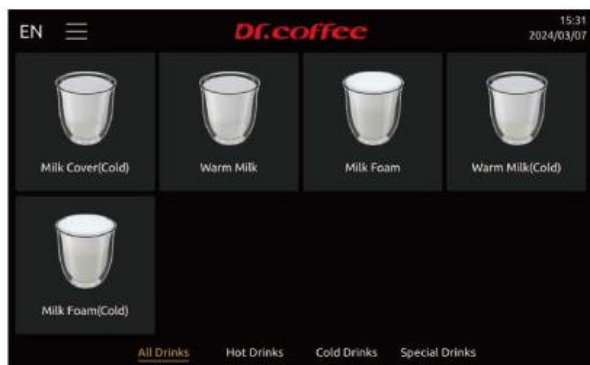 EN
Dr.coffee
15:31
2024/03/07
Milk Cover(Cold)
Warm Milk
Milk Foam
Warm Milk(Cold)
Milk Foam(Cold)
All Drinks
Hot Drinks
Cold Drinks
Special Drinks